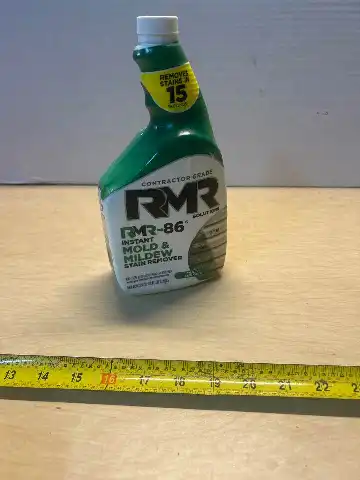 REMOVES
STAINS IN
15
CONTRACTOR GRADE
RMR
SOLUTIONS
RMR-86
INSTANT
MOLD &
MILDEW
STAIN REMOVER
13 14 15 16 17 18 19 20 21 22